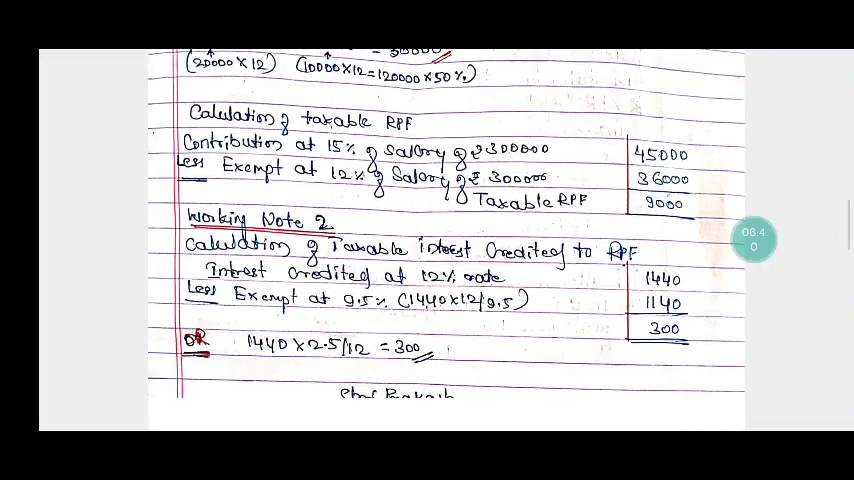 = 30000
(20000×12) (10000×12=120000×50%)
Calculation of taxable RPF
Contribution at 15% of Salary of ₹300000 45000
Less Exempt at 12% of Salary of ₹300000 36000
Taxable RPF 9000
Working Note 2
Calculation of Taxable interest Credited to RPF
Interest Credited at 12% rate 1440
Less Exempt at 9.5% (1440×12/9.5) 1140
300
OR 1440×2.5/12 = 300
06:4
0